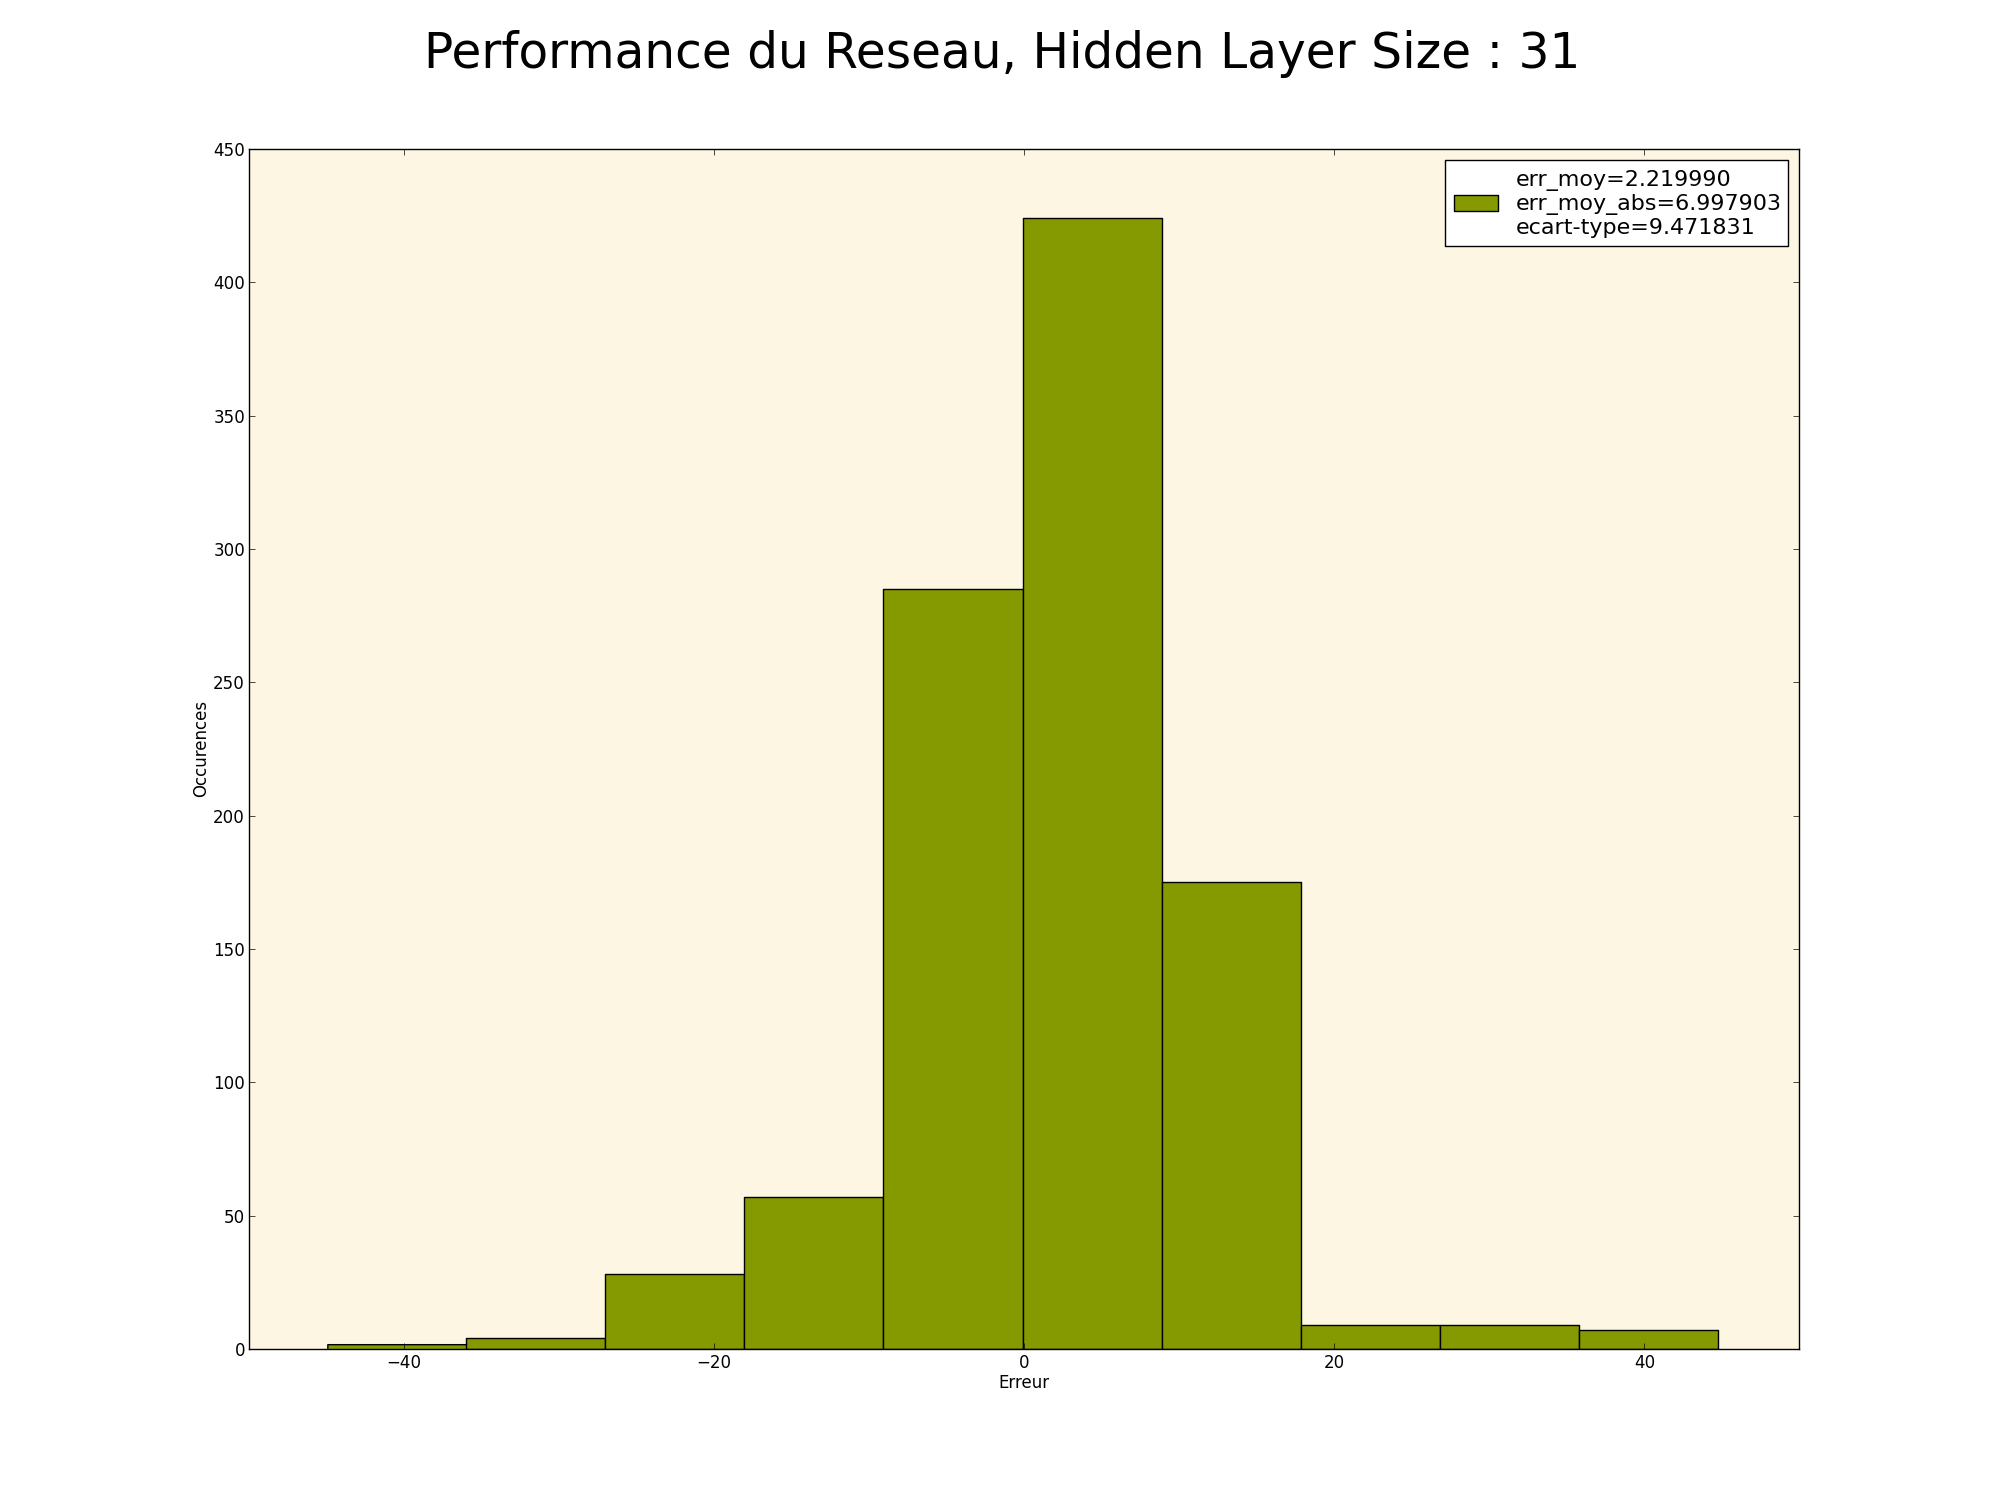 Performance du Reseau, Hidden Layer Size : 31
err_moy=2.219990
err_moy_abs=6.997903
ecart-type=9.471831
450
400
350
300
250
200
150
100
50
0
Occurences
−40
−20
0
20
40
Erreur